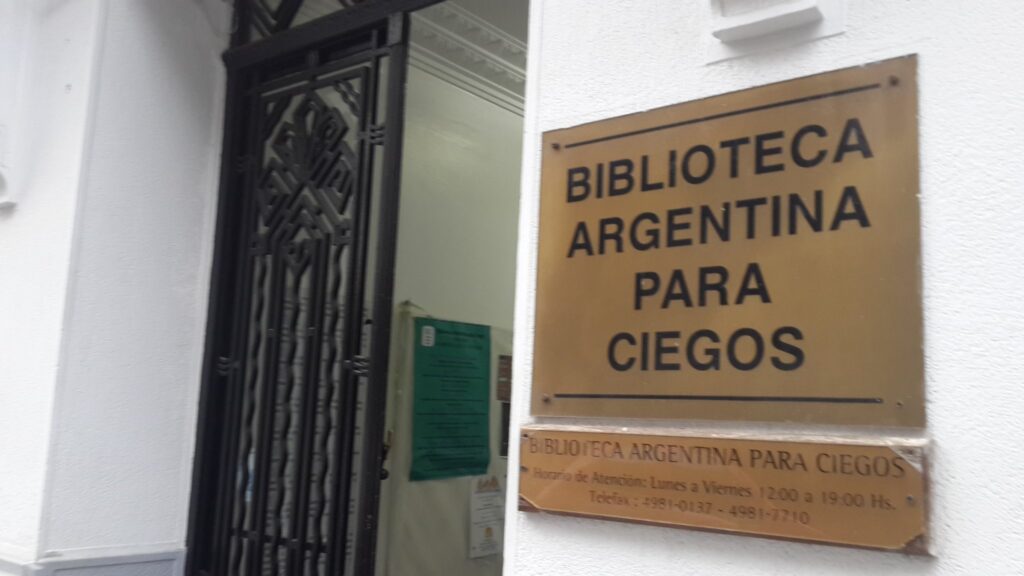 BIBLIOTECA
ARGENTINA
PARA
CIEGOS
BIBLIOTECA ARGENTINA PARA CIEGOS
Horario de Atención: Lunes a Viernes 12:00 a 19:00 Hs.
Telefax : 4981-0137 - 4981-7710